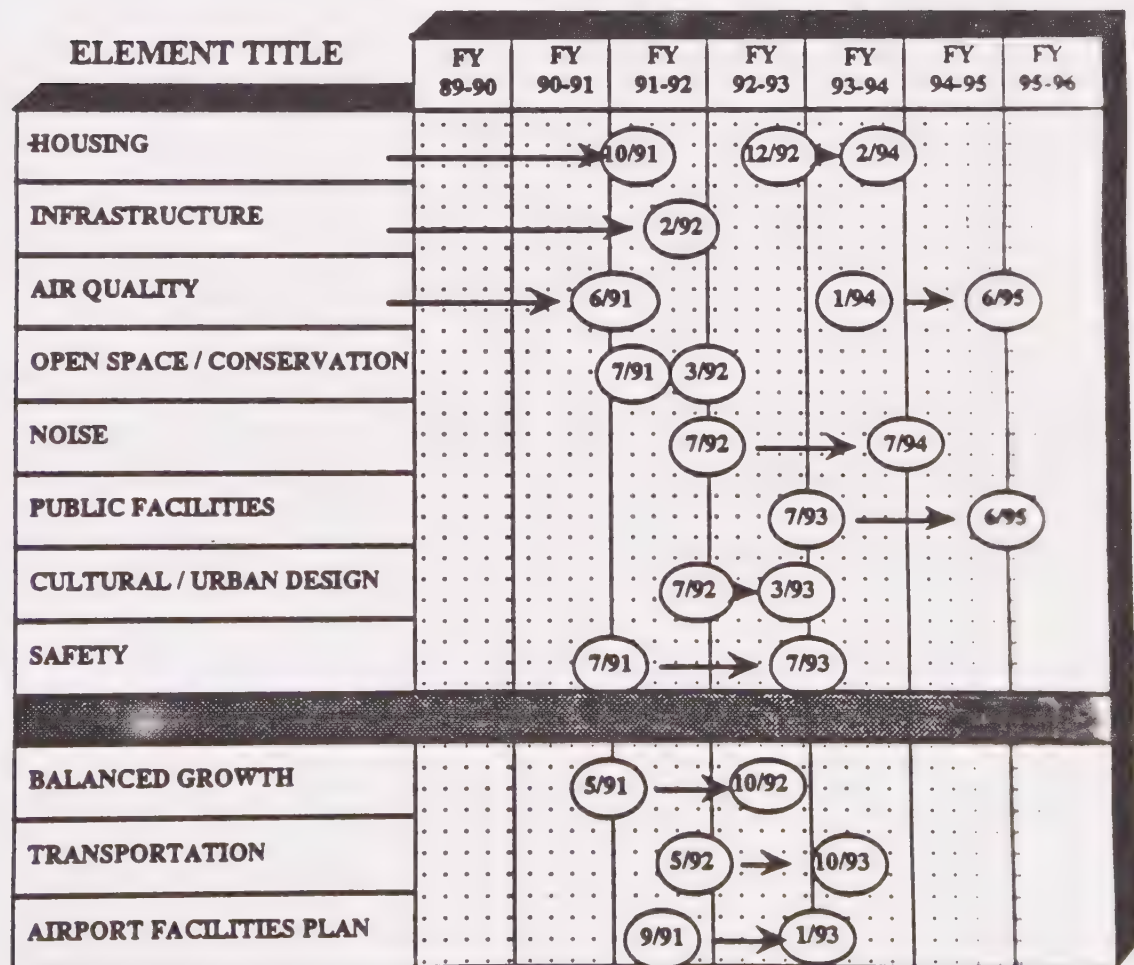 ELEMENT TITLE
FY 89-90 FY 90-91 FY 91-92 FY 92-93 FY 93-94 FY 94-95 FY 95-96
HOUSING 10/91 12/92 2/94
INFRASTRUCTURE 2/92
AIR QUALITY 6/91 1/94 6/95
OPEN SPACE / CONSERVATION 7/91 3/92
NOISE 7/92 7/94
PUBLIC FACILITIES 7/93 6/95
CULTURAL / URBAN DESIGN 7/92 3/93
SAFETY 7/91 7/93
BALANCED GROWTH 5/91 10/92
TRANSPORTATION 5/92 10/93
AIRPORT FACILITIES PLAN 9/91 1/93